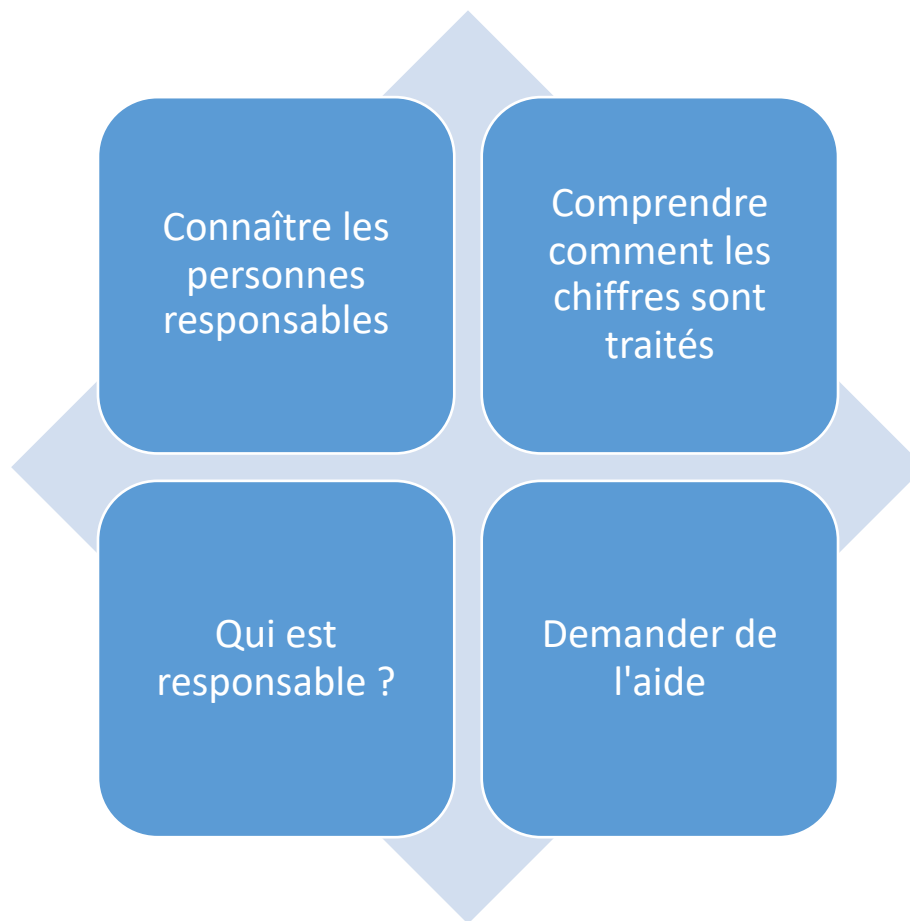 Connaître les
personnes
responsables
Comprendre
comment les
chiffres sont
traités
Qui est
responsable ?
Demander de
l'aide